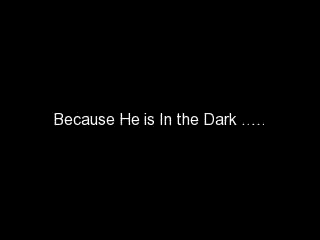 Because He is In the Dark .....